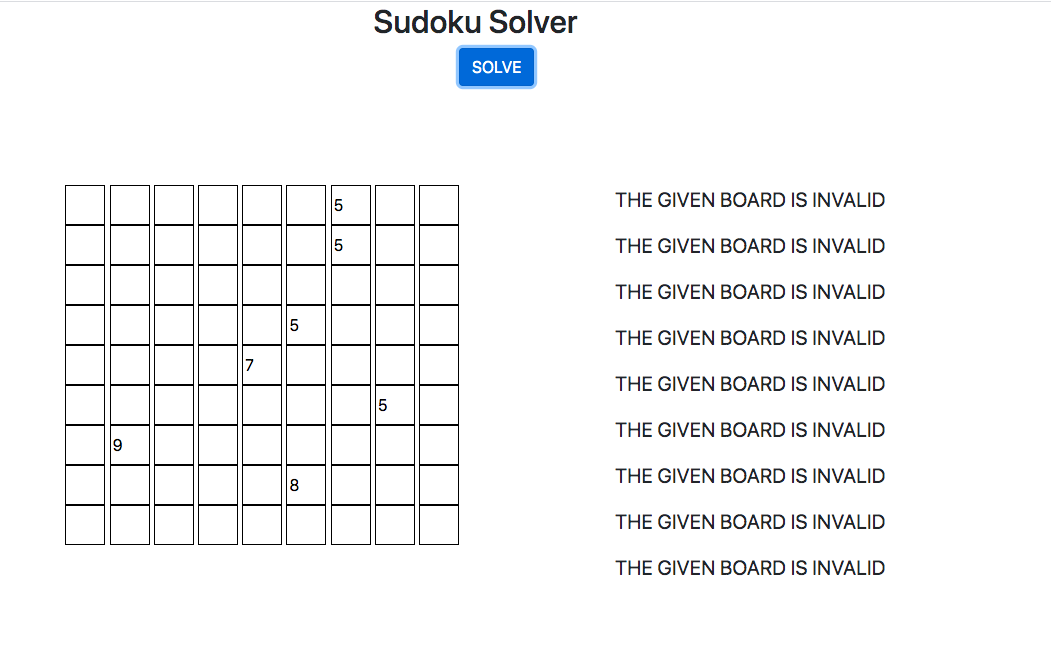 Sudoku Solver
SOLVE
5
THE GIVEN BOARD IS INVALID
5
THE GIVEN BOARD IS INVALID
THE GIVEN BOARD IS INVALID
5
THE GIVEN BOARD IS INVALID
7
THE GIVEN BOARD IS INVALID
5
THE GIVEN BOARD IS INVALID
9
THE GIVEN BOARD IS INVALID
8
THE GIVEN BOARD IS INVALID
THE GIVEN BOARD IS INVALID